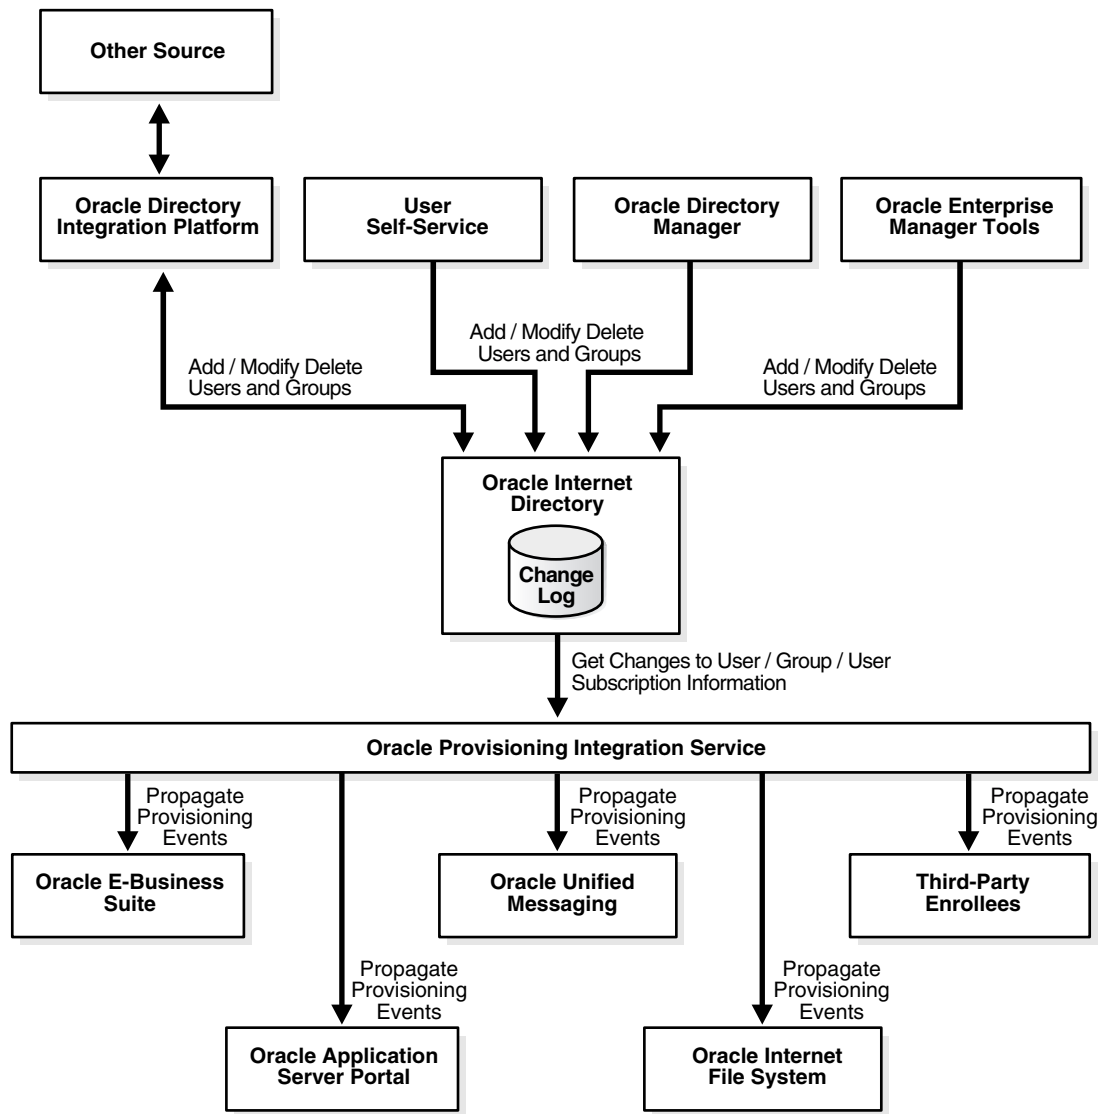 Other Source
Oracle Directory
Integration Platform
User
Self-Service
Oracle Directory
Manager
Oracle Enterprise
Manager Tools
Add / Modify Delete
Users and Groups
Add / Modify Delete
Users and Groups
Add / Modify Delete
Users and Groups
Oracle Internet
Directory
Change
Log
Get Changes to User / Group / User
Subscription Information
Oracle Provisioning Integration Service
Propagate
Provisioning
Events
Propagate
Provisioning
Events
Propagate
Provisioning
Events
Oracle E-Business
Suite
Oracle Unified
Messaging
Third-Party
Enrollees
Propagate
Provisioning
Events
Propagate
Provisioning
Events
Oracle Application
Server Portal
Oracle Internet
File System